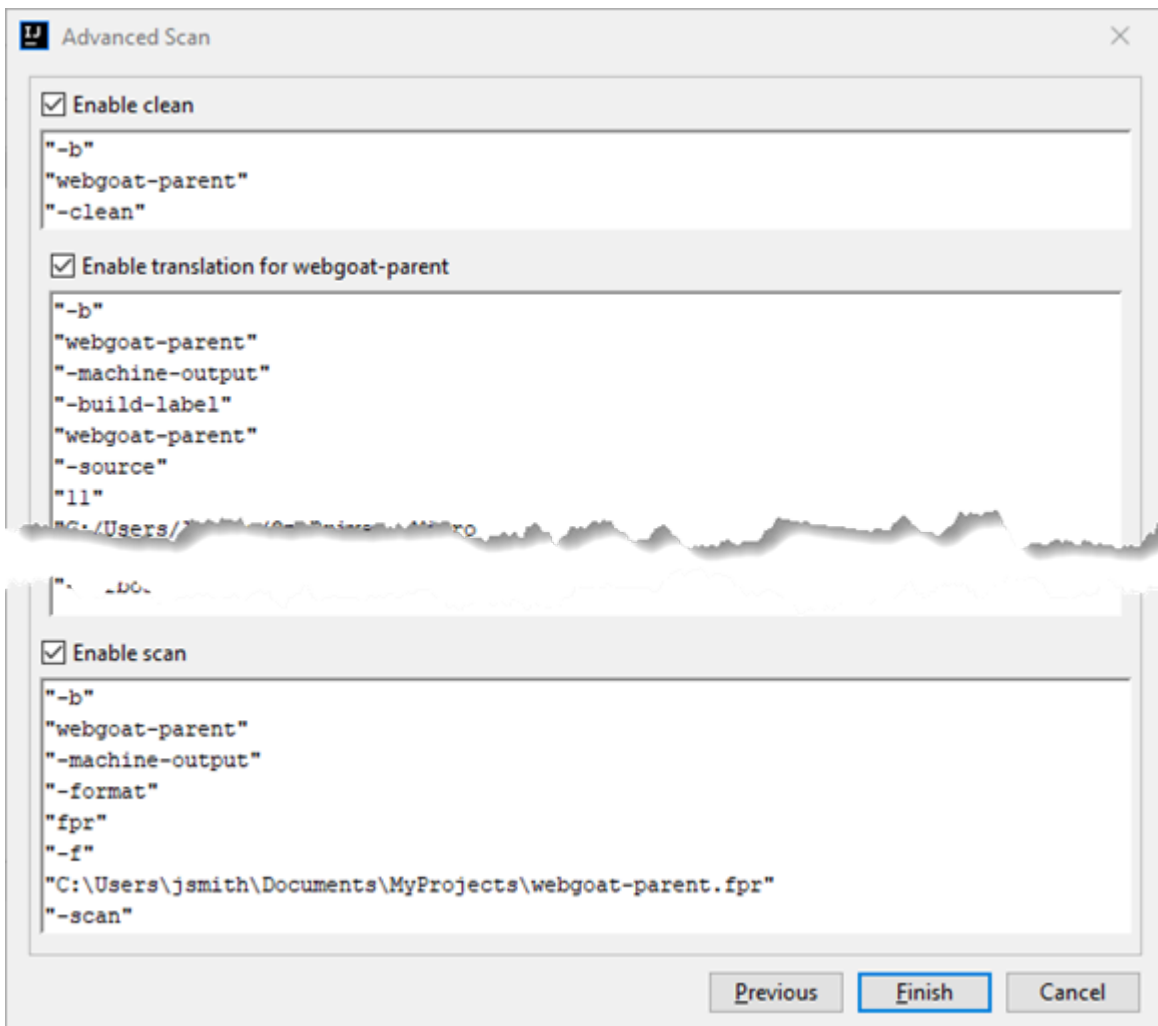 IJ
Advanced Scan
Enable clean
"-b"
"webgoat-parent"
"-clean"
Enable translation for webgoat-parent
"-b"
"webgoat-parent"
"-machine-output"
"-build-label"
"webgoat-parent"
"-source"
"11"
Enable scan
"-b"
"webgoat-parent"
"-machine-output"
"-format"
"fpr"
"-f"
"C:\Users\jsmith\Documents\MyProjects\webgoat-parent.fpr"
"-scan"
Previous Finish Cancel